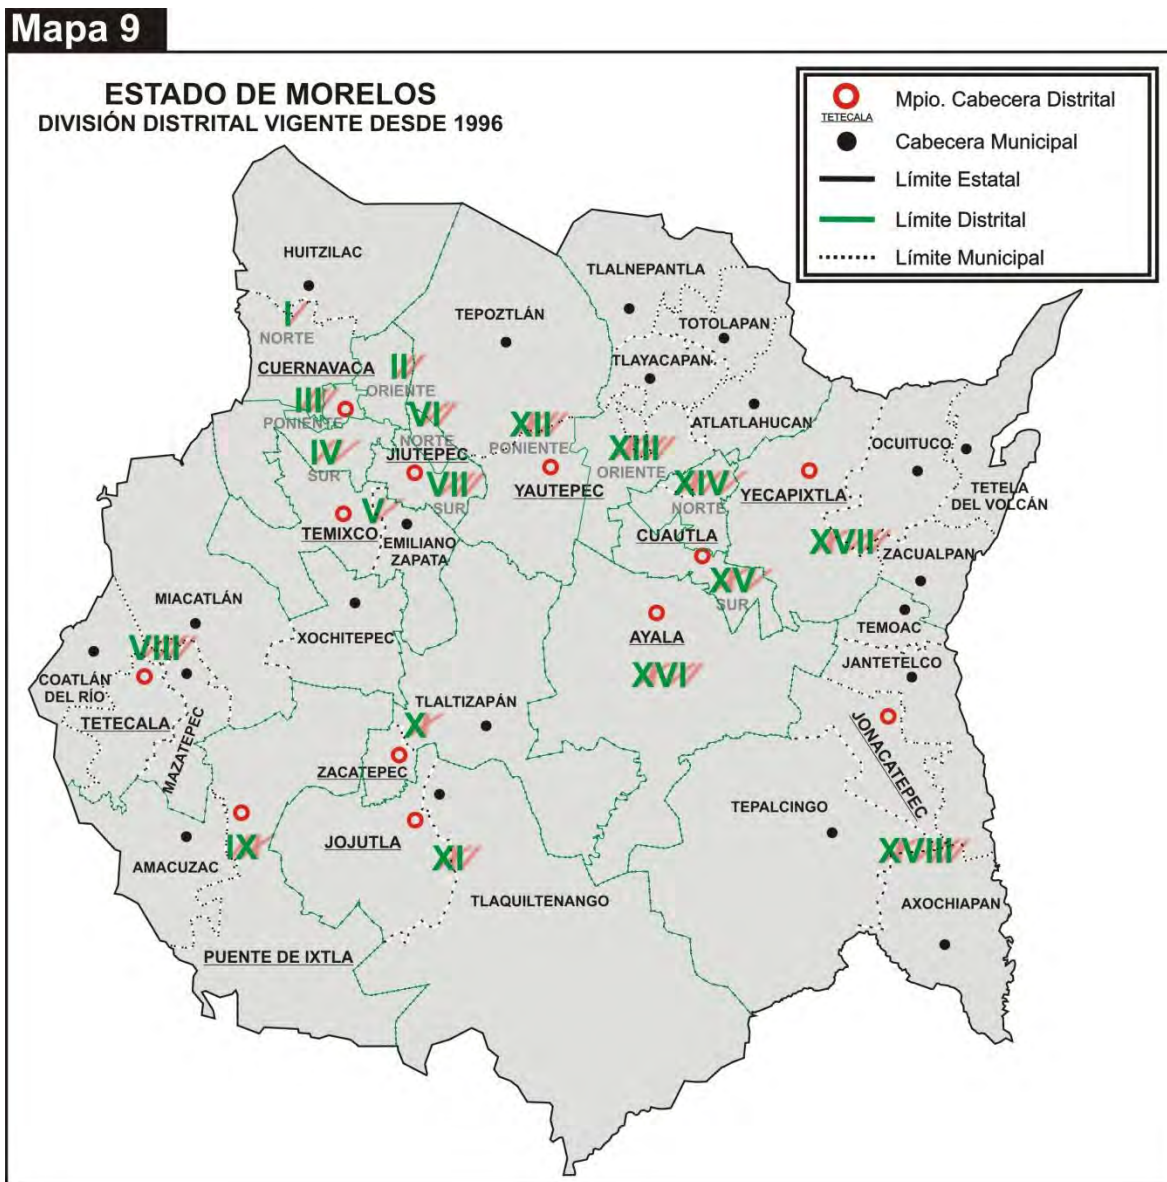 Mapa 9
ESTADO DE MORELOS
DIVISIÓN DISTRITAL VIGENTE DESDE 1996
TETECALA
Mpio. Cabecera Distrital
Cabecera Municipal
Límite Estatal
Límite Distrital
Límite Municipal
HUITZILAC
I
NORTE
CUERNAVACA
II
ORIENTE
III
PONIENTE
IV
SUR
TEPOZTLÁN
TLALNEPANTLA
TOTOLAPAN
TLAYACAPAN
ATLATLAHUCAN
VI
NORTE
JIUTEPEC
VII
SUR
XII
PONIENTE
YAUTEPEC
XIII
ORIENTE
XIV
NORTE
CUAUTLA
XV
SUR
YECAPIXTLA
OCUITUCO
TETELA
DEL VOLCÁN
XVII
ZACUALPAN
TEMOAC
TEMIXCO
V
EMILIANO
ZAPATA
MIACATLÁN
XOCHITEPEC
VIII
COATLÁN
DEL RÍO
TETECALA
MAZATEPEC
AYALA
XVI
JANTETELCO
JONACATEPEC
TLALTIZAPÁN
X
ZACATEPEC
JOJUTLA
XI
TLAQUILTENANGO
AMACUZAC
IX
PUENTE DE IXTLA
TEPALCINGO
XVIII
AXOCHIAPAN